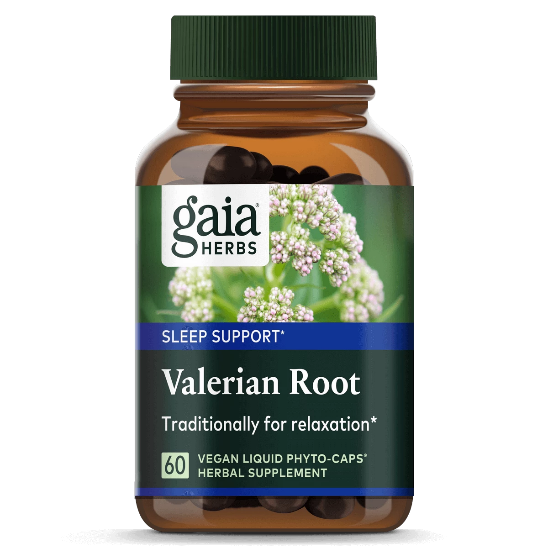 gaia®
HERBS
SLEEP SUPPORT*
Valerian Root
Traditionally for relaxation*
60
VEGAN LIQUID PHYTO-CAPS®
HERBAL SUPPLEMENT